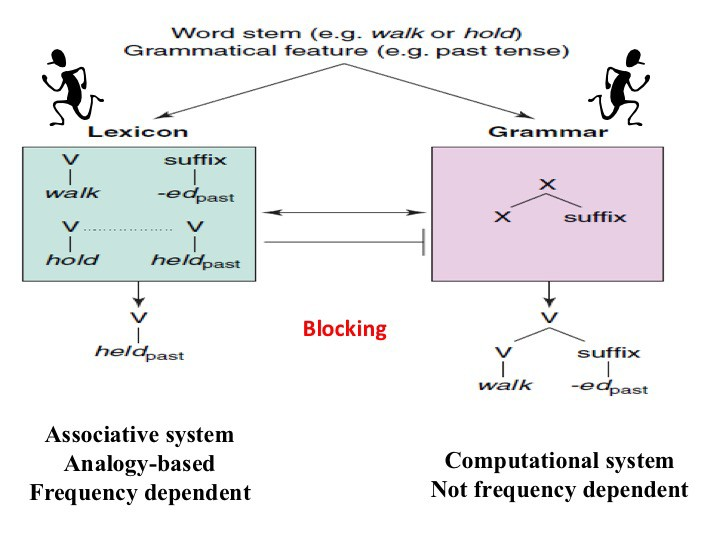 Word stem (e.g. walk or hold)
Grammatical feature (e.g. past tense)
Lexicon
V suffix
walk -edpast
V .................... V
hold heldpast
V
heldpast
Grammar
X
X suffix
V
V suffix
walk -edpast
Blocking
Associative system
Analogy-based
Frequency dependent
Computational system
Not frequency dependent